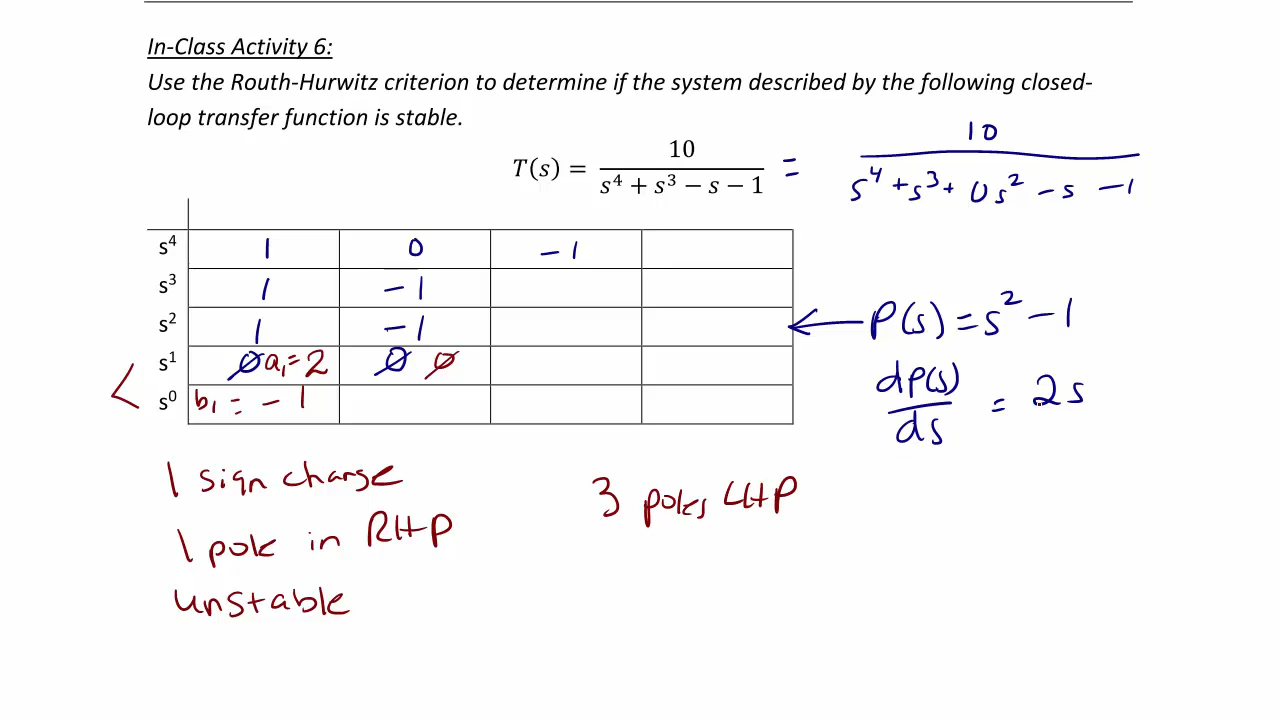 In-Class Activity 6:
Use the Routh-Hurwitz criterion to determine if the system described by the following closed-
loop transfer function is stable.
T(s) = 10 / (s⁴ + s³ − s − 1) = 10 / (s⁴ + s³ + 0s² − s − 1)
s⁴ 1 0 −1
s³ 1 −1
s² 1 −1 ← P(s) = s² − 1
s¹ 0 a₁ = 2 0 0
< s⁰ b₁ = −1
dP(s)/ds = 2s
1 sign change
1 pole in RHP
unstable
3 poles LHP